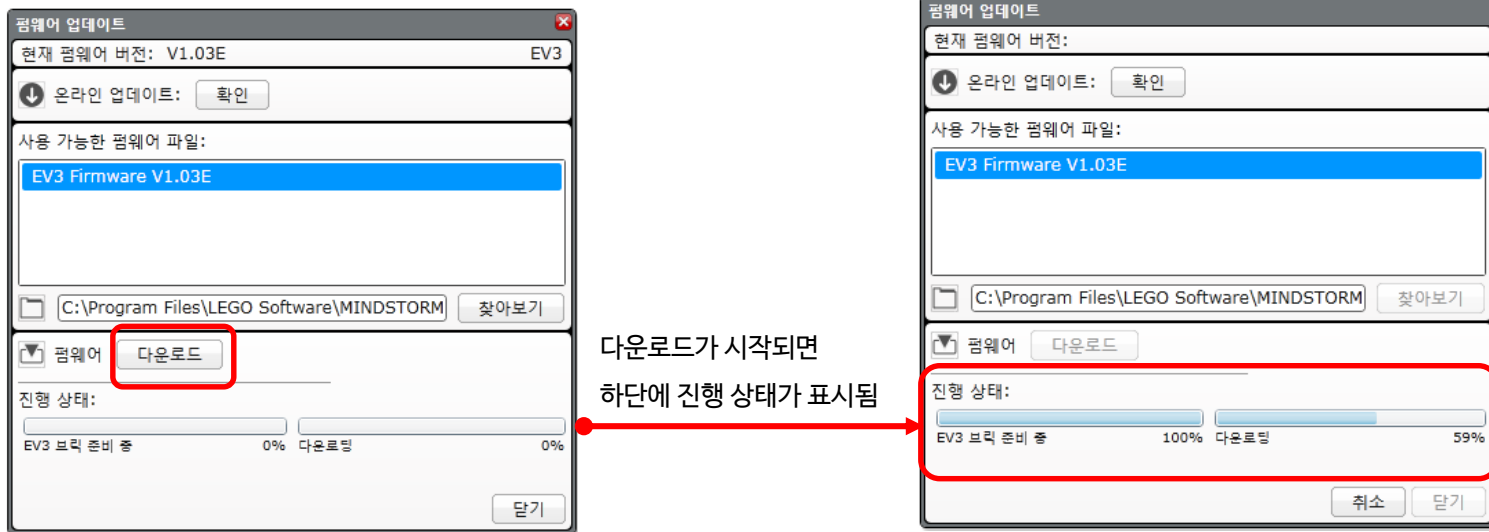 펌웨어 업데이트
현재 펌웨어 버전: V1.03E EV3
온라인 업데이트: 확인
사용 가능한 펌웨어 파일:
EV3 Firmware V1.03E
C:\Program Files\LEGO Software\MINDSTORM 찾아보기
펌웨어 다운로드
진행 상태:
EV3 브릭 준비 중 0% 다운로딩 0%
닫기
다운로드가 시작되면
하단에 진행 상태가 표시됨
펌웨어 업데이트
현재 펌웨어 버전:
온라인 업데이트: 확인
사용 가능한 펌웨어 파일:
EV3 Firmware V1.03E
C:\Program Files\LEGO Software\MINDSTORM 찾아보기
펌웨어 다운로드
진행 상태:
EV3 브릭 준비 중 100% 다운로딩 59%
취소 닫기